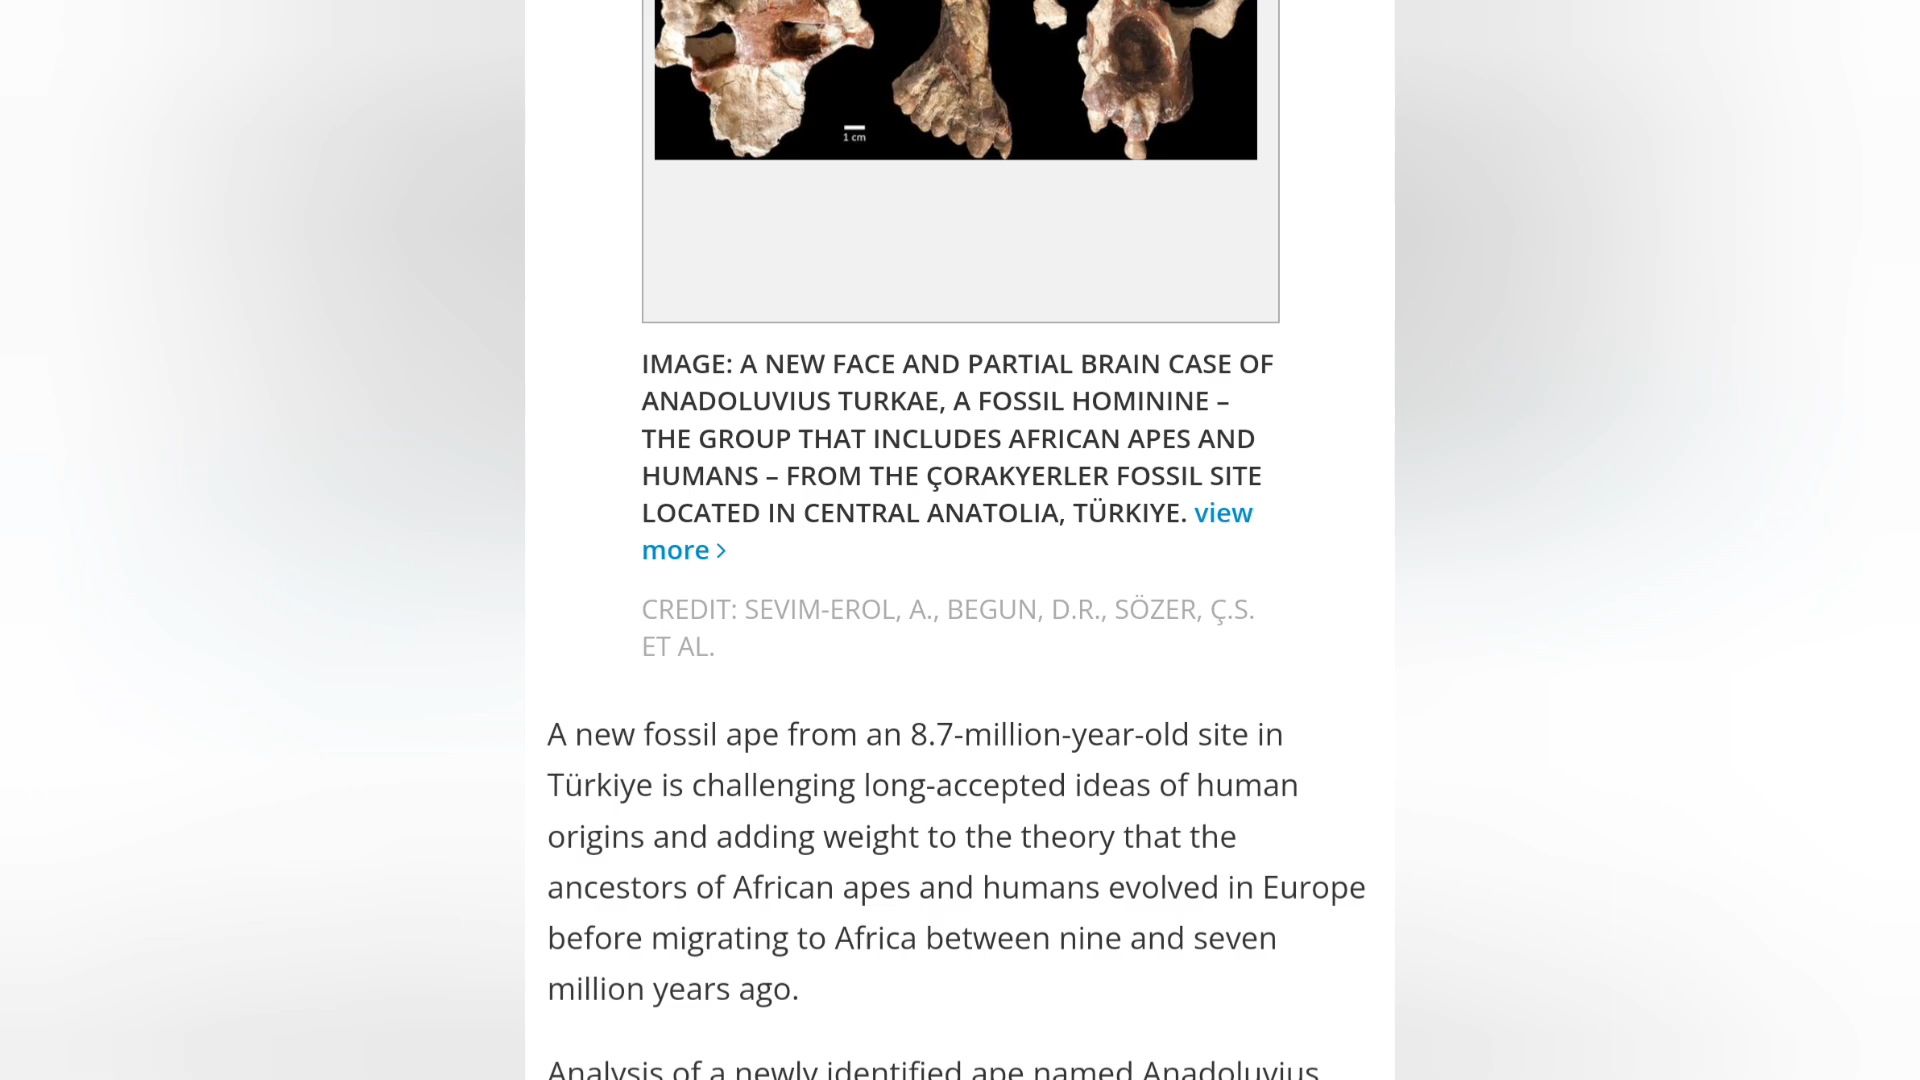 1 cm
IMAGE: A NEW FACE AND PARTIAL BRAIN CASE OF
ANADOLUVIUS TURKAE, A FOSSIL HOMININE –
THE GROUP THAT INCLUDES AFRICAN APES AND
HUMANS – FROM THE ÇORAKYERLER FOSSIL SITE
LOCATED IN CENTRAL ANATOLIA, TÜRKIYE. view
more >
CREDIT: SEVIM-EROL, A., BEGUN, D.R., SÖZER, Ç.S.
ET AL.
A new fossil ape from an 8.7-million-year-old site in
Türkiye is challenging long-accepted ideas of human
origins and adding weight to the theory that the
ancestors of African apes and humans evolved in Europe
before migrating to Africa between nine and seven
million years ago.
Analysis of a newly identified ape named Anadoluvius